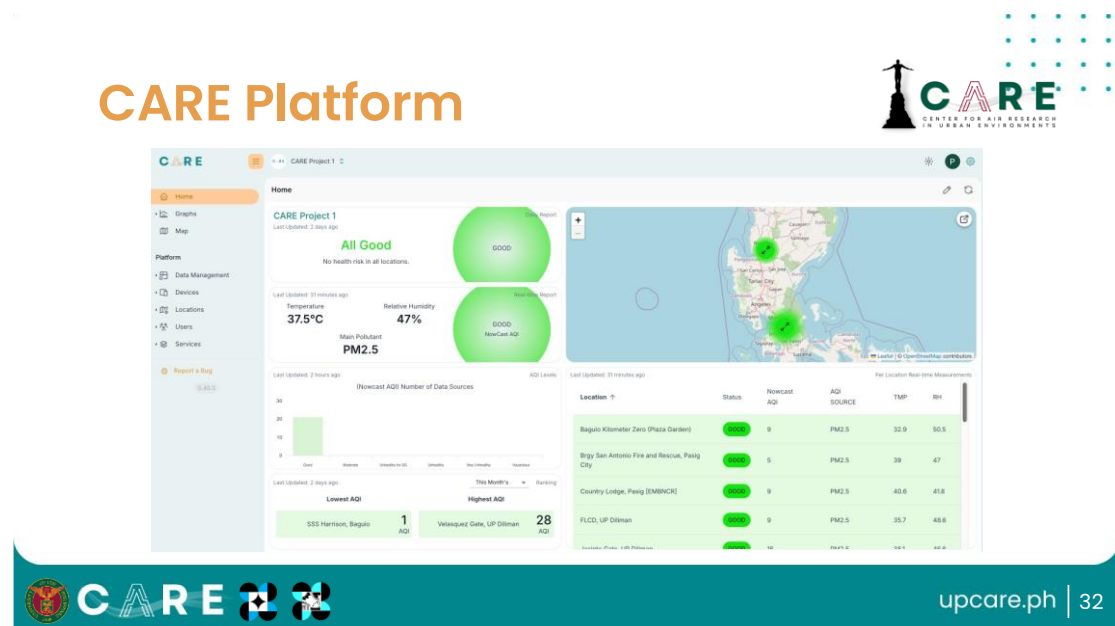 CARE Platform
CARE
CENTER FOR AIR RESEARCH
IN URBAN ENVIRONMENTS
CARE
CARE Project 1
P
Home
Graphs
Map
Platform
Data Management
Devices
Locations
Users
Services
Report a Bug
Home
CARE Project 1
Daily Report
Last Updated: 2 days ago
All Good
No health risk in all locations.
GOOD
Last Updated: 31 minutes ago
Real-time Report
Temperature
Relative Humidity
37.5°C
47%
Main Pollutant
PM2.5
GOOD
NowCast AQI
+
−
Tarlac City
Angeles
Leaflet | © OpenStreetMap contributors
Last Updated: 2 hours ago
AQI Levels
(Nowcast AQI) Number of Data Sources
30
20
10
0
Good
Moderate
Unhealthy for SG
Unhealthy
Very Unhealthy
Hazardous
Last Updated: 2 days ago
This Month's
Ranking
Lowest AQI
Highest AQI
SSS Harrison, Baguio
1
AQI
Velasquez Gate, UP Diliman
28
AQI
Last Updated: 31 minutes ago
Per Location Real-time Measurements
Location ↑
Status
Nowcast
AQI
AQI
SOURCE
TMP
RH
Baguio Kilometer Zero (Plaza Garden)
GOOD
9
PM2.5
32.9
50.5
Brgy San Antonio Fire and Rescue, Pasig
City
GOOD
5
PM2.5
39
47
Country Lodge, Pasig [EMBNCR]
GOOD
9
PM2.5
40.6
41.8
FLCD, UP Diliman
GOOD
9
PM2.5
35.7
48.6
CARE
upcare.ph
32